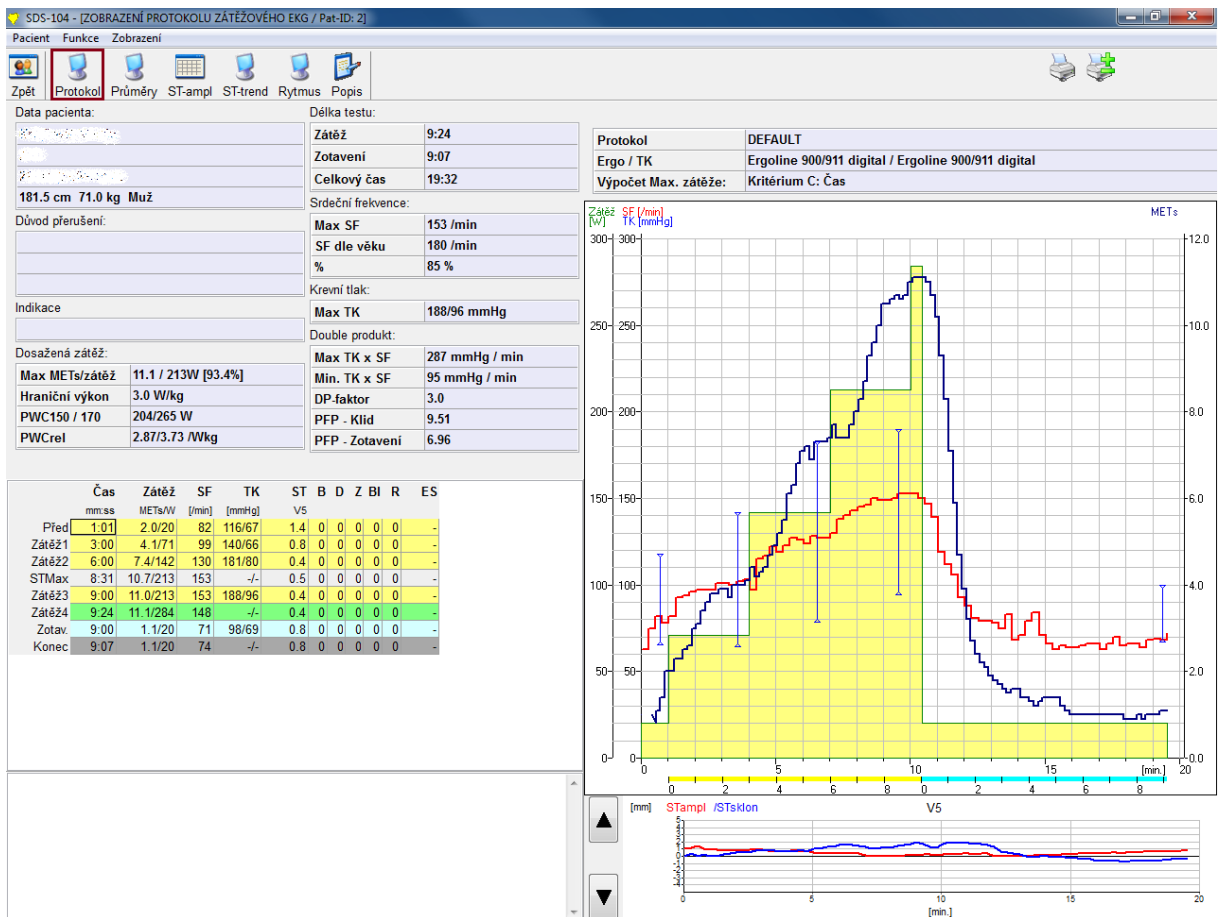 SDS-104 - [ZOBRAZENÍ PROTOKOLU ZÁTĚŽOVÉHO EKG / Pat-ID: 2]
Pacient Funkce Zobrazení
Zpět Protokol Průměry ST-ampl ST-trend Rytmus Popis
Data pacienta:
181.5 cm 71.0 kg Muž
Důvod přerušení:
Indikace
Dosažená zátěž:
Max METs/zátěž 11.1 / 213W [93.4%]
Hraniční výkon 3.0 W/kg
PWC150 / 170 204/265 W
PWCrel 2.87/3.73 /Wkg
Délka testu:
Zátěž 9:24
Zotavení 9:07
Celkový čas 19:32
Srdeční frekvence:
Max SF 153 /min
SF dle věku 180 /min
% 85 %
Krevní tlak:
Max TK 188/96 mmHg
Double produkt:
Max TK x SF 287 mmHg / min
Min. TK x SF 95 mmHg / min
DP-faktor 3.0
PFP - Klid 9.51
PFP - Zotavení 6.96
Protokol DEFAULT
Ergo / TK Ergoline 900/911 digital / Ergoline 900/911 digital
Výpočet Max. zátěže: Kritérium C: Čas
Čas Zátěž SF TK ST B D Z BI R ES
mm:ss METs/W [/min] [mmHg] V5
Před 1:01 2.0/20 82 116/67 1.4 0 0 0 0 0 -
Zátěž1 3:00 4.1/71 99 140/66 0.8 0 0 0 0 0 -
Zátěž2 6:00 7.4/142 130 181/80 0.4 0 0 0 0 0 -
STMax 8:31 10.7/213 153 -/- 0.5 0 0 0 0 0 -
Zátěž3 9:00 11.0/213 153 188/96 0.4 0 0 0 0 0 -
Zátěž4 9:24 11.1/284 148 -/- 0.4 0 0 0 0 0 -
Zotav. 9:00 1.1/20 71 98/69 0.8 0 0 0 0 0 -
Konec 9:07 1.1/20 74 -/- 0.8 0 0 0 0 0 -
Zátěž SF [/min] METs
[W] TK [mmHg]
300 300 12.0
250 250 10.0
200 200 8.0
150 150 6.0
100 100 4.0
50 50 2.0
0 0 0.0
0 5 10 15 [min.] 20
0 2 4 6 8 0 2 4 6 8
[mm] STampl /STsklon V5
5
4
3
2
1
0
-1
-2
-3
-4
0 5 10 15 20
[min.]